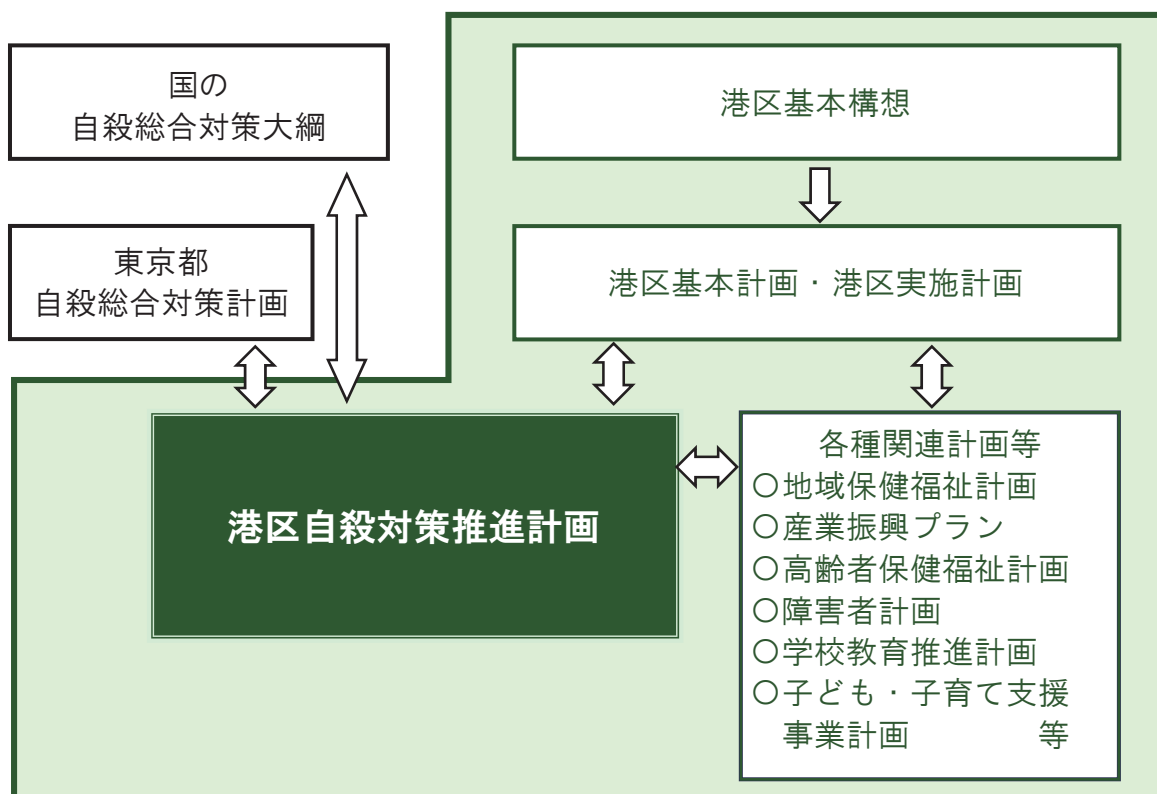 国の
自殺総合対策大綱
東京都
自殺総合対策計画
港区基本構想
港区基本計画・港区実施計画
港区自殺対策推進計画
各種関連計画等
○地域保健福祉計画
○産業振興プラン
○高齢者保健福祉計画
○障害者計画
○学校教育推進計画
○子ども・子育て支援
事業計画 等